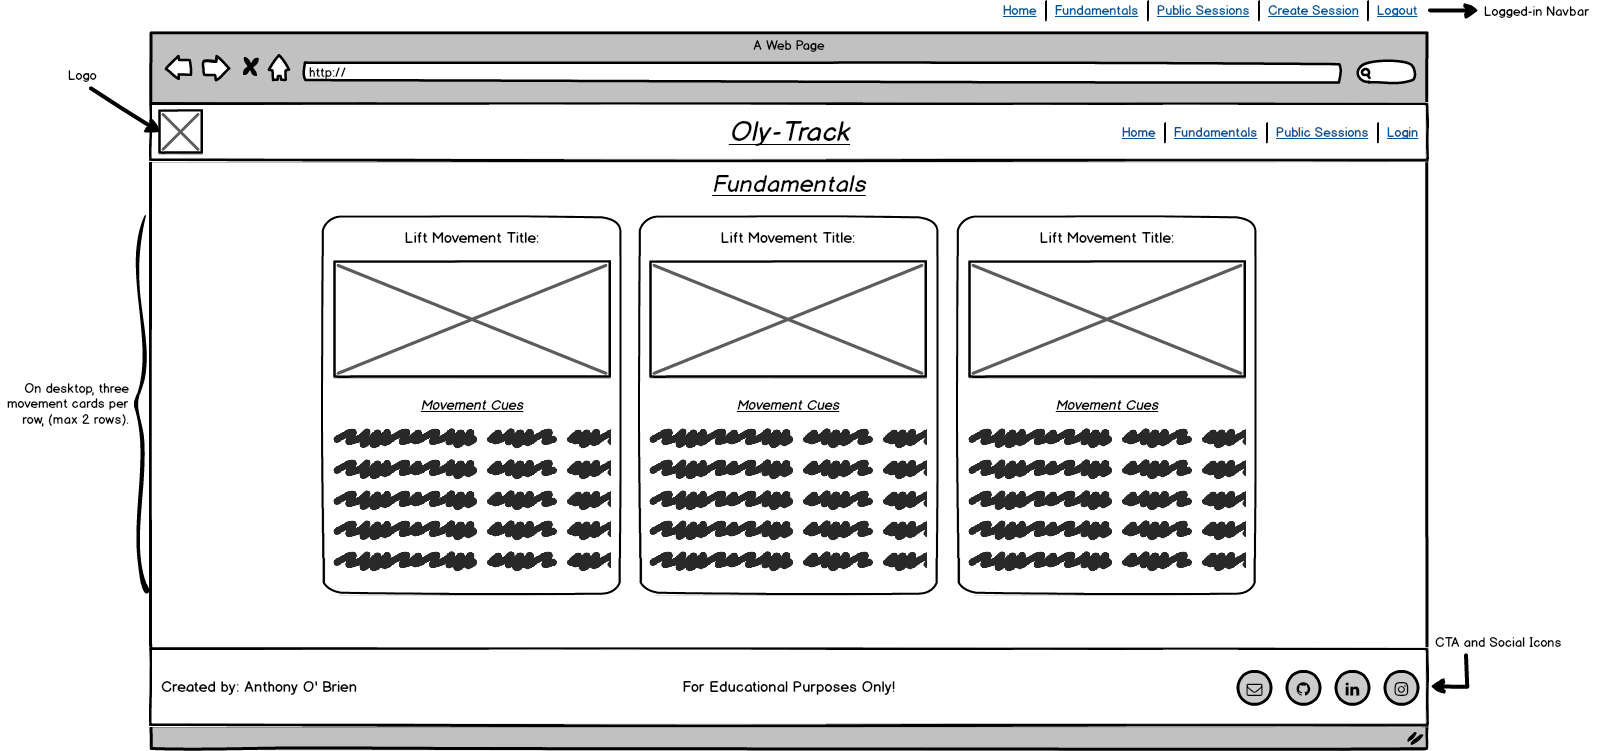 Home | Fundamentals | Public Sessions | Create Session | Logout
Logged-in Navbar
A Web Page
http://
Logo
Oly-Track
Home | Fundamentals | Public Sessions | Login
Fundamentals
Lift Movement Title:
Lift Movement Title:
Lift Movement Title:
On desktop, three
movement cards per
row, (max 2 rows).
Movement Cues
Movement Cues
Movement Cues
CTA and Social Icons
Created by: Anthony O' Brien
For Educational Purposes Only!
in